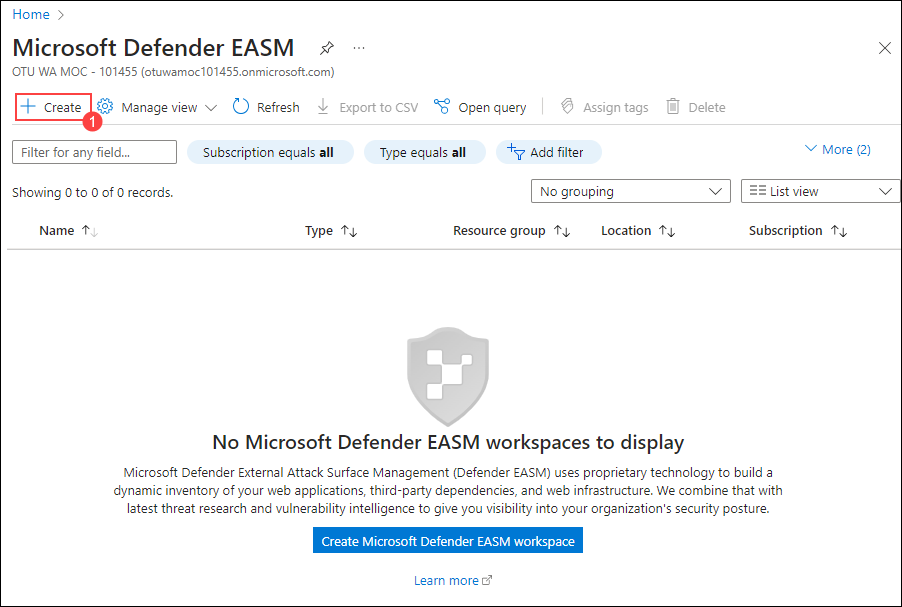 Home
Microsoft Defender EASM
OTU WA MOC - 101455 (otuwamoc101455.onmicrosoft.com)
Create Manage view Refresh Export to CSV Open query Assign tags Delete
1
Filter for any field... Subscription equals all Type equals all Add filter More (2)
Showing 0 to 0 of 0 records. No grouping List view
Name Type Resource group Location Subscription
No Microsoft Defender EASM workspaces to display
Microsoft Defender External Attack Surface Management (Defender EASM) uses proprietary technology to build a
dynamic inventory of your web applications, third-party dependencies, and web infrastructure. We combine that with
latest threat research and vulnerability intelligence to give you visibility into your organization's security posture.
Create Microsoft Defender EASM workspace
Learn more